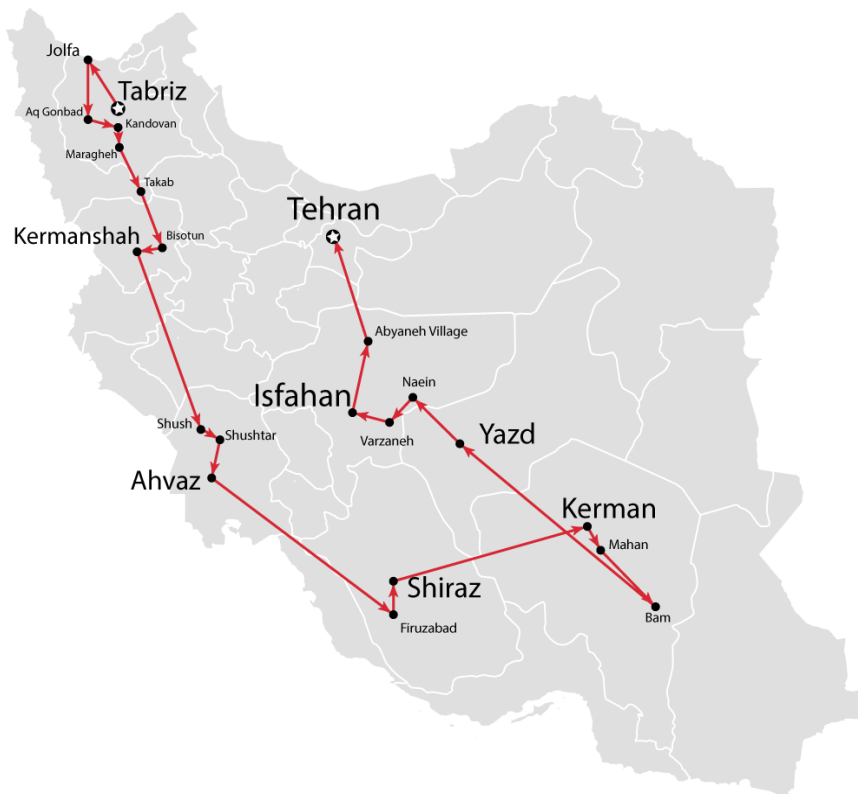 Jolfa
Tabriz
Aq Gonbad
Kandovan
Maragheh
Takab
Tehran
Kermanshah
Bisotun
Abyaneh Village
Naein
Isfahan
Shush
Shushtar
Varzaneh
Yazd
Ahvaz
Kerman
Mahan
Shiraz
Bam
Firuzabad